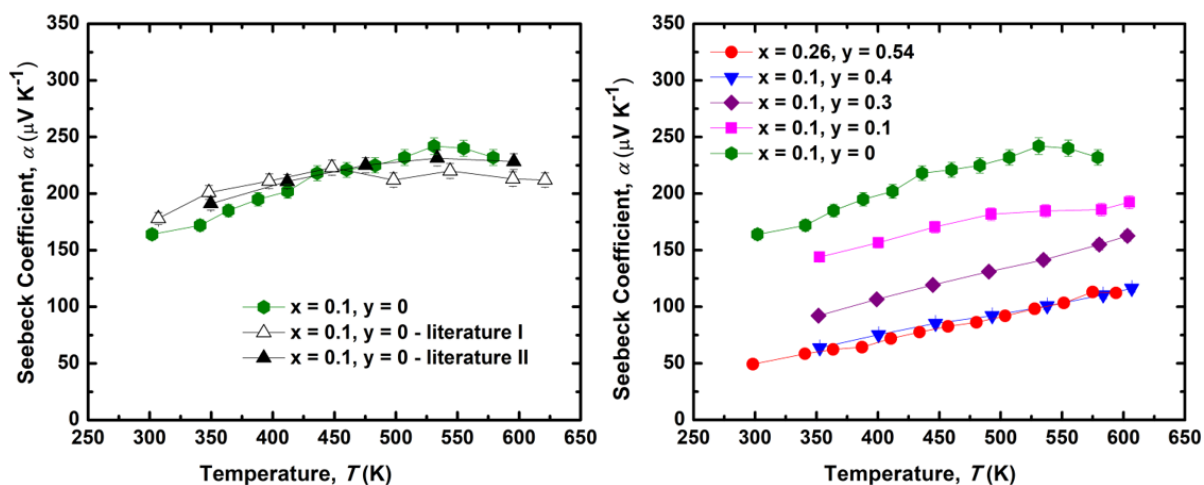 350
300
250
200
150
100
50
0
Seebeck Coefficient, α (μV K⁻¹)
x = 0.1, y = 0
x = 0.1, y = 0 - literature I
x = 0.1, y = 0 - literature II
250 300 350 400 450 500 550 600 650
Temperature, T (K)
350
300
250
200
150
100
50
0
Seebeck Coefficient, α (μV K⁻¹)
x = 0.26, y = 0.54
x = 0.1, y = 0.4
x = 0.1, y = 0.3
x = 0.1, y = 0.1
x = 0.1, y = 0
250 300 350 400 450 500 550 600 650
Temperature, T (K)